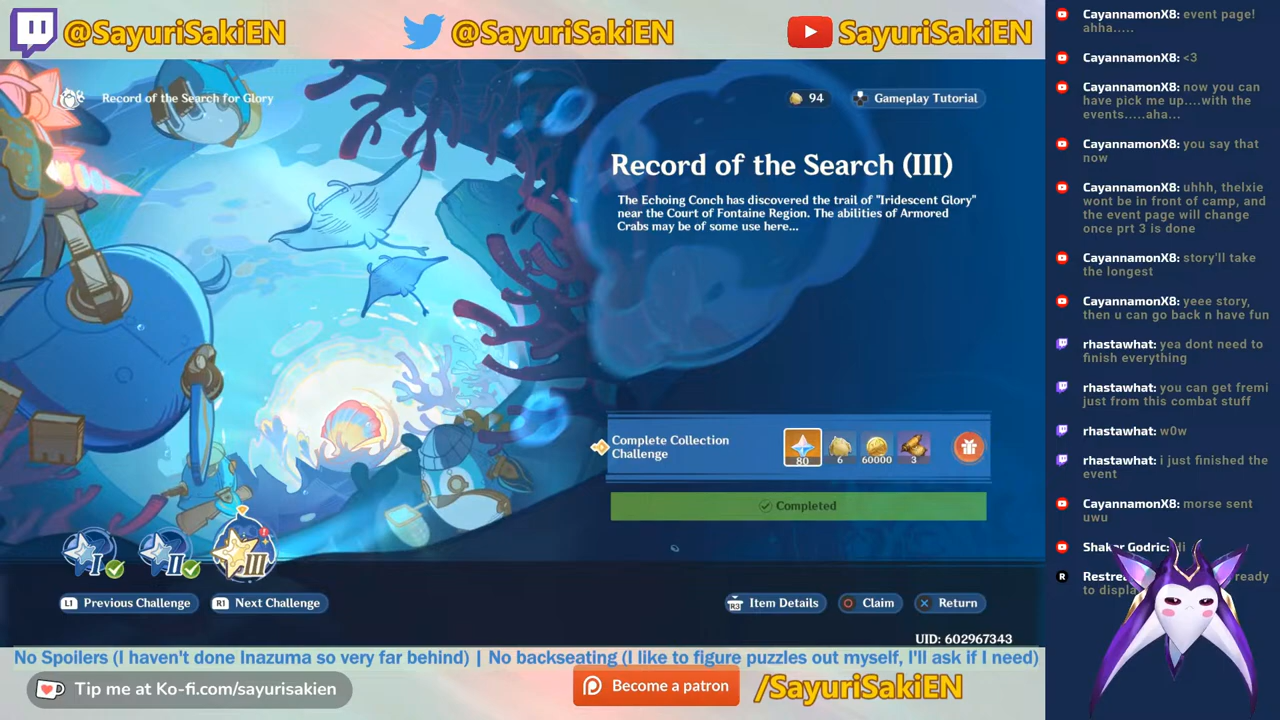 @SayuriSakiEN
@SayuriSakiEN
SayuriSakiEN
Record of the Search for Glory
94
Gameplay Tutorial
Record of the Search (III)
The Echoing Conch has discovered the trail of "Iridescent Glory"
near the Court of Fontaine Region. The abilities of Armored
Crabs may be of some use here...
Complete Collection
Challenge
80
6
60000
3
Completed
I
II
III
L1 Previous Challenge
R1 Next Challenge
R3 Item Details
Claim
Return
UID: 602967343
No Spoilers (I haven't done Inazuma so very far behind) | No backseating (I like to figure puzzles out myself, I'll ask if I need)
Tip me at Ko-fi.com/sayurisakien
Become a patron
/SayuriSakiEN
CayannamonX8: event page!
ahha.....
CayannamonX8: <3
CayannamonX8: now you can
have pick me up....with the
events.....aha...
CayannamonX8: you say that
now
CayannamonX8: uhhh, thelxie
wont be in front of camp, and
the event page will change
once prt 3 is done
CayannamonX8: story'll take
the longest
CayannamonX8: yeee story,
then u can go back n have fun
rhastawhat: yea dont need to
finish everything
rhastawhat: you can get fremi
just from this combat stuff
rhastawhat: w0w
rhastawhat: i just finished the
event
CayannamonX8: morse sent
uwu
Shaker Godric: Hi
R
ready
to